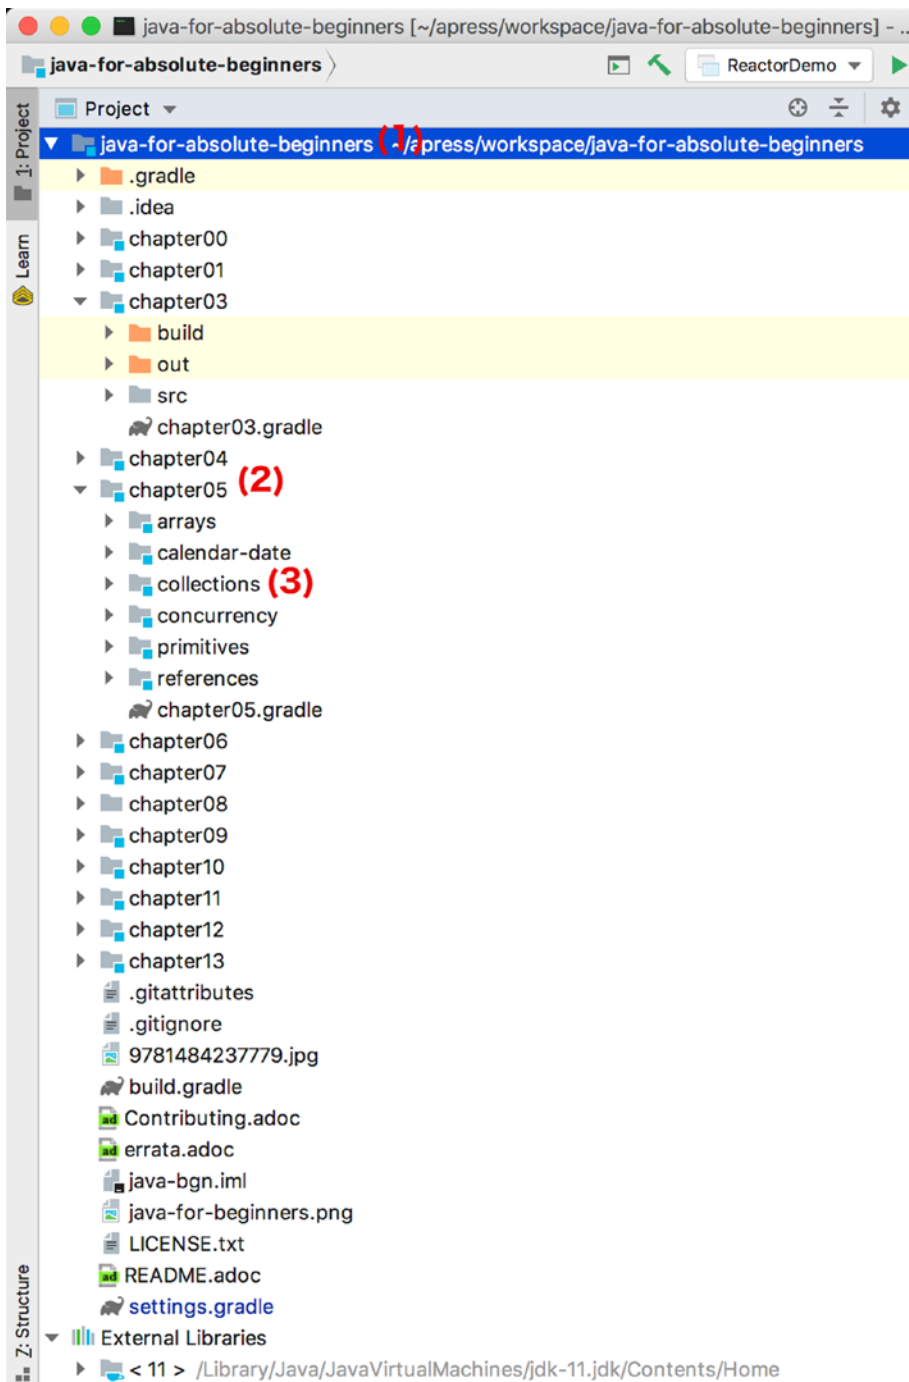 java-for-absolute-beginners [~/apress/workspace/java-for-absolute-beginners] - ..
java-for-absolute-beginners
ReactorDemo
1: Project
Project
java-for-absolute-beginners (1) ~/apress/workspace/java-for-absolute-beginners
.gradle
.idea
Learn
chapter00
chapter01
chapter03
build
out
src
chapter03.gradle
chapter04
chapter05 (2)
arrays
calendar-date
collections (3)
concurrency
primitives
references
chapter05.gradle
chapter06
chapter07
chapter08
chapter09
chapter10
chapter11
chapter12
chapter13
.gitattributes
.gitignore
9781484237779.jpg
build.gradle
ad Contributing.adoc
ad errata.adoc
java-bgn.iml
java-for-beginners.png
LICENSE.txt
ad README.adoc
settings.gradle
Z: Structure
External Libraries
< 11 > /Library/Java/JavaVirtualMachines/jdk-11.jdk/Contents/Home